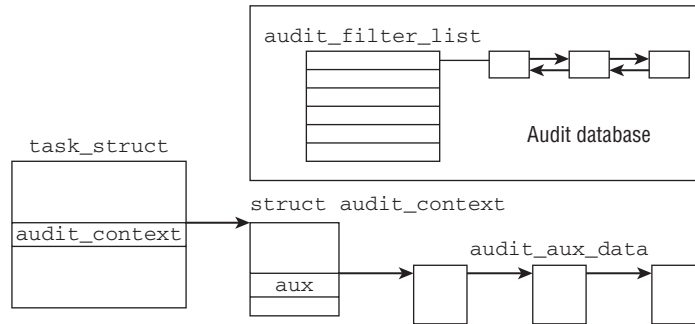 audit_filter_list
Audit database
task_struct
audit_context
struct audit_context
aux
audit_aux_data